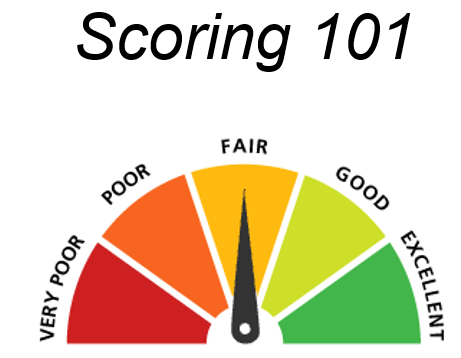 Scoring 101
VERY POOR
POOR
FAIR
GOOD
EXCELLENT